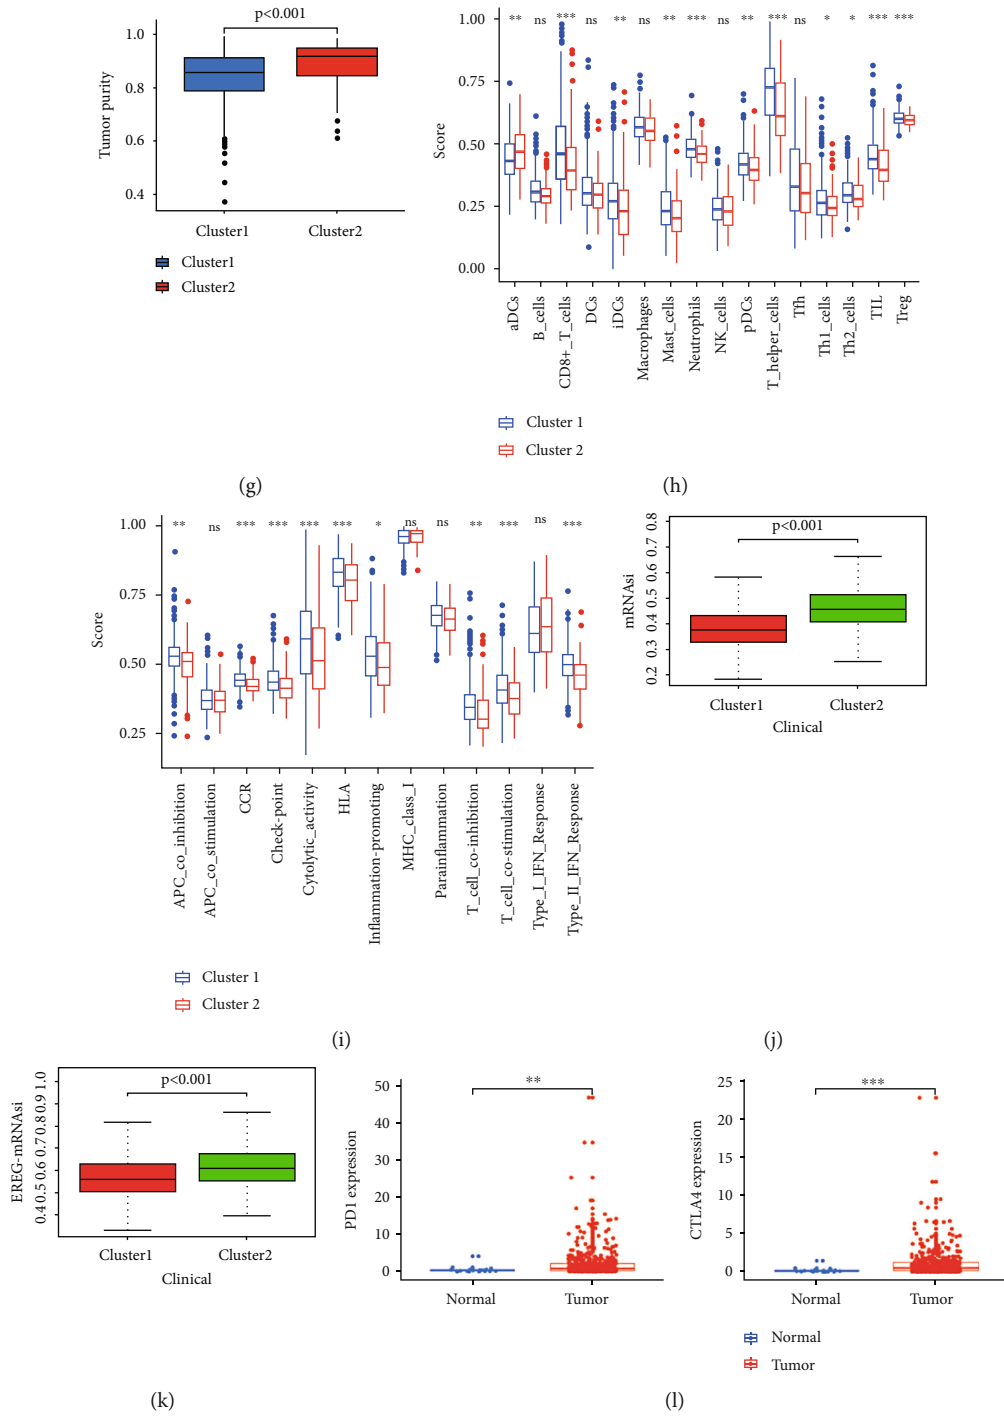 p<0.001
Tumor purity
1.0
0.8
0.6
0.4
Cluster1
Cluster2
Cluster1
Cluster2
(g)
** ns *** ns ** ns ** *** ns ** *** ns * * *** ***
Score
1.00
0.75
0.50
0.25
0.00
aDCs
B_cells
CD8+_T_cells
DCs
iDCs
Macrophages
Mast_cells
Neutrophils
NK_cells
pDCs
T_helper_cells
Tfh
Th1_cells
Th2_cells
TIL
Treg
Cluster 1
Cluster 2
(h)
** ns *** *** *** *** * ns ns ** *** ns ***
Score
1.00
0.75
0.50
0.25
APC_co_inhibition
APC_co_stimulation
CCR
Check-point
Cytolytic_activity
HLA
Inflammation-promoting
MHC_class_I
Parainflammation
T_cell_co-inhibition
T_cell_co-stimulation
Type_I_IFN_Response
Type_II_IFN_Response
Cluster 1
Cluster 2
(i)
p<0.001
mRNAsi
0.8
0.7
0.6
0.5
0.4
0.3
0.2
Cluster1
Cluster2
Clinical
(j)
p<0.001
EREG-mRNAsi
1.0
0.9
0.8
0.7
0.6
0.5
0.4
Cluster1
Cluster2
Clinical
(k)
**
PD1 expression
50
40
30
20
10
0
Normal
Tumor
***
CTLA4 expression
25
20
15
10
5
0
Normal
Tumor
Normal
Tumor
(l)